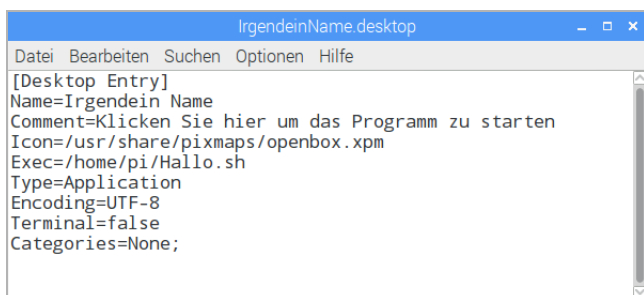 IrgendeinName.desktop
Datei Bearbeiten Suchen Optionen Hilfe
[Desktop Entry]
Name=Irgendein Name
Comment=Klicken Sie hier um das Programm zu starten
Icon=/usr/share/pixmaps/openbox.xpm
Exec=/home/pi/Hallo.sh
Type=Application
Encoding=UTF-8
Terminal=false
Categories=None;